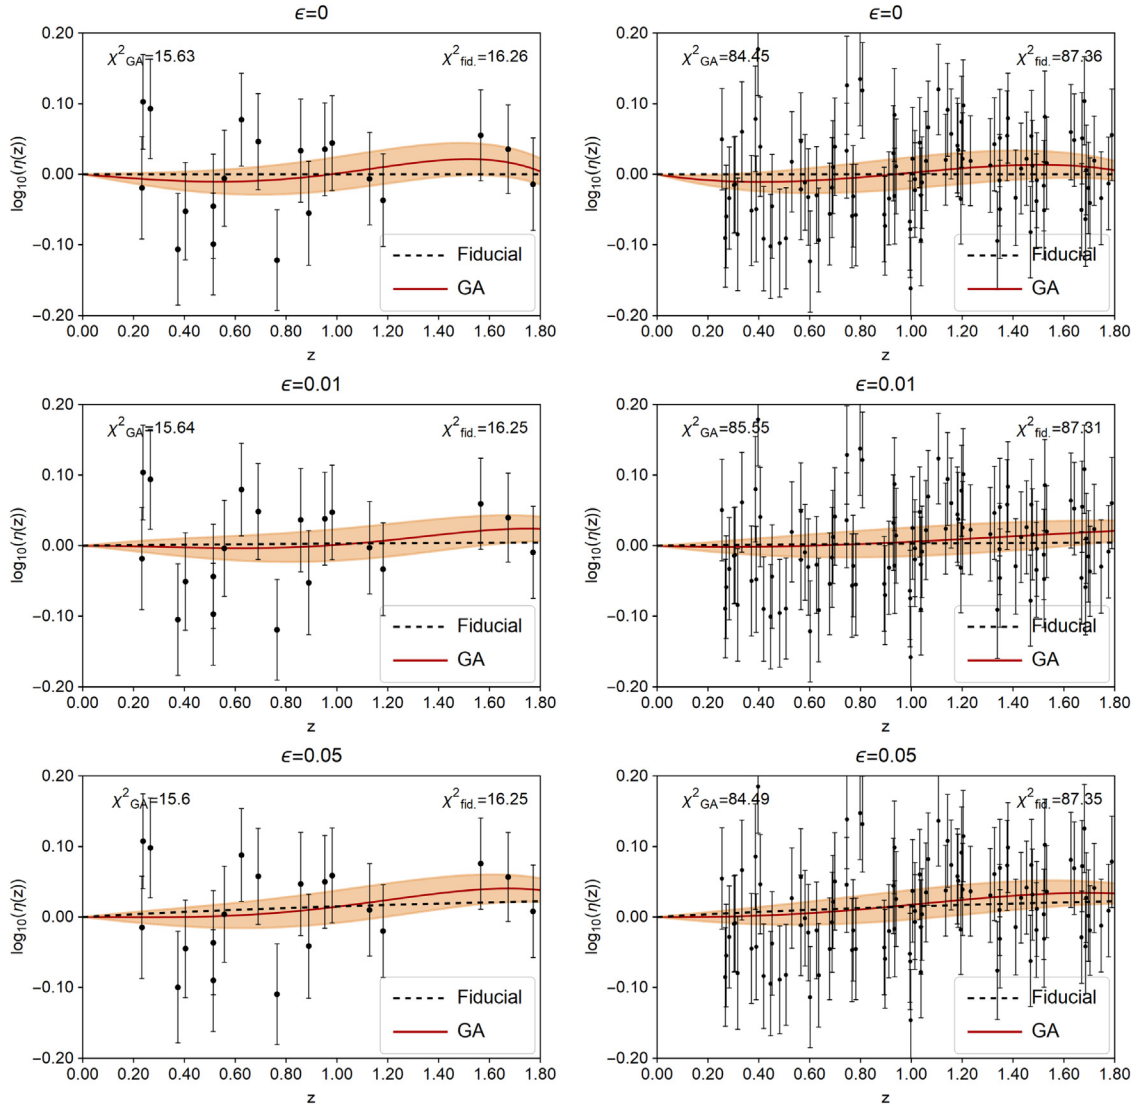 ϵ=0
χ²GA=15.63 χ²fid.=16.26
log₁₀(η(z))
0.20
0.10
0.00
−0.10
−0.20
Fiducial
GA
0.00 0.20 0.40 0.60 0.80 1.00 1.20 1.40 1.60 1.80
z
ϵ=0
χ²GA=84.45 χ²fid.=87.36
log₁₀(η(z))
0.20
0.10
0.00
−0.10
−0.20
Fiducial
GA
0.00 0.20 0.40 0.60 0.80 1.00 1.20 1.40 1.60 1.80
z
ϵ=0.01
χ²GA=15.64 χ²fid.=16.25
log₁₀(η(z))
0.20
0.10
0.00
−0.10
−0.20
Fiducial
GA
0.00 0.20 0.40 0.60 0.80 1.00 1.20 1.40 1.60 1.80
z
ϵ=0.01
χ²GA=85.55 χ²fid.=87.31
log₁₀(η(z))
0.20
0.10
0.00
−0.10
−0.20
Fiducial
GA
0.00 0.20 0.40 0.60 0.80 1.00 1.20 1.40 1.60 1.80
z
ϵ=0.05
χ²GA=15.6 χ²fid.=16.25
log₁₀(η(z))
0.20
0.10
0.00
−0.10
−0.20
Fiducial
GA
0.00 0.20 0.40 0.60 0.80 1.00 1.20 1.40 1.60 1.80
z
ϵ=0.05
χ²GA=84.49 χ²fid.=87.35
log₁₀(η(z))
0.20
0.10
0.00
−0.10
−0.20
Fiducial
GA
0.00 0.20 0.40 0.60 0.80 1.00 1.20 1.40 1.60 1.80
z